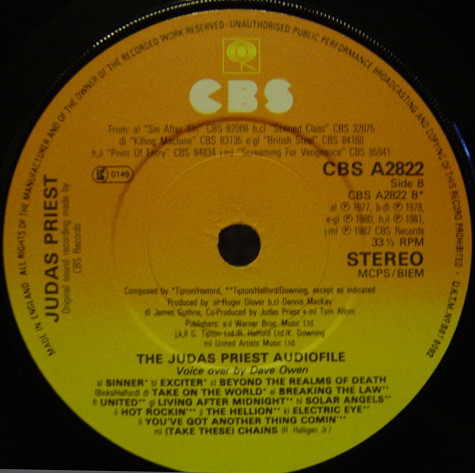 ALL RIGHTS OF THE MANUFACTURER AND OF THE OWNER OF THE RECORDED WORK RESERVED · UNAUTHORISED PUBLIC PERFORMANCE BROADCASTING AND COPYING OF THIS RECORD PROHIBITED
MADE IN ENGLAND
CBS
From: a) "Sin After Sin" CBS 82008 b,c) "Stained Class" CBS 32075
d) "Killing Machine" CBS 83135 e-g) "British Steel" CBS 84160
h,i) "Point Of Entry" CBS 84834 j-m) "Screaming For Vengeance" CBS 85941
JUDAS PRIEST
Original sound recording made by
CBS Records
0149
CBS A2822
Side B
CBS A2822 B*
a) ℗ 1977, b-d) ℗ 1978,
e-g) ℗ 1980, h,i) ℗ 1981,
j-m) ℗ 1982 CBS Records
33⅓ RPM
STEREO
MCPS/BIEM
Composed by *Tipton/Halford, **Tipton/Halford/Downing, except as indicated
Produced by a) Roger Glover b,c) Dennis MacKay
d) James Guthrie, Co-Produced by Judas Priest e-m) Tom Allom
Publishers: a-d Warner Bros. Music Ltd.
G. Tipton Ltd./R. Halford Ltd./K. Downing
m) United Artists Music Ltd.
THE JUDAS PRIEST AUDIOFILE
Voice over by Dave Owen
a) SINNER* b) EXCITER* c) BEYOND THE REALMS OF DEATH
(Binks/Halford) d) TAKE ON THE WORLD* e) BREAKING THE LAW**
f) UNITED** g) LIVING AFTER MIDNIGHT** h) SOLAR ANGELS**
i) HOT ROCKIN'** j) THE HELLION** k) ELECTRIC EYE**
l) YOU'VE GOT ANOTHER THING COMIN'**
m) (TAKE THESE) CHAINS (R. Halligan Jr.)